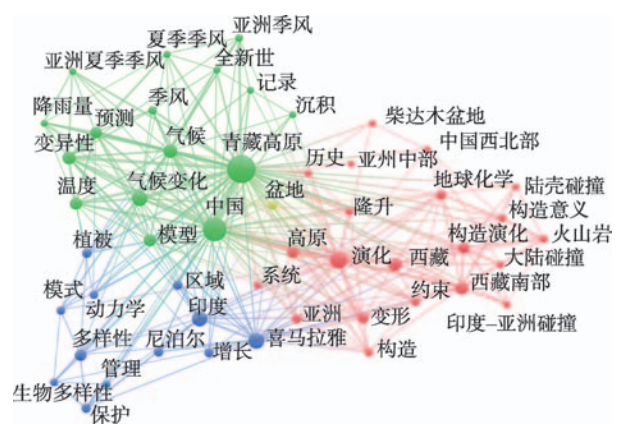 亚洲季风
夏季季风
亚洲夏季季风
全新世
记录
降雨量
季风
沉积
预测
柴达木盆地
变异性
气候
青藏高原
中国西北部
历史
亚州中部
温度
气候变化
盆地
地球化学
陆壳碰撞
中国
隆升
构造意义
植被
模型
高原
构造演化
火山岩
演化
西藏
大陆碰撞
模式
区域
系统
西藏南部
动力学
印度
约束
亚洲
变形
印度–亚洲碰撞
多样性
尼泊尔
喜马拉雅
管理
增长
构造
生物多样性
保护